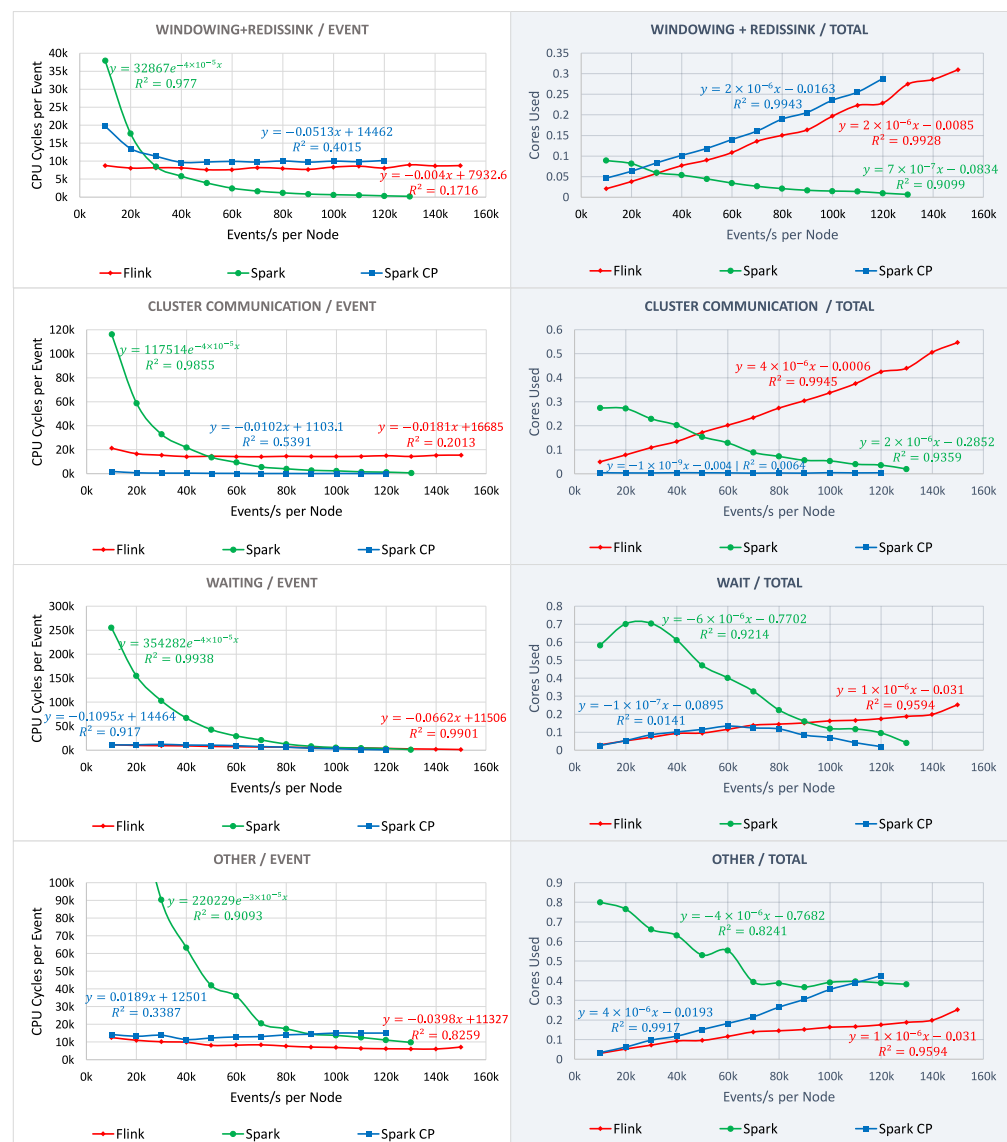 WINDOWING+REDISSINK / EVENT
40k
35k
30k
25k
20k
15k
10k
5k
0k
CPU Cycles per Event
y = 32867e^{-4×10^{-5}x}
R² = 0.977
y = −0.0513x + 14462
R² = 0.4015
y = −0.004x + 7932.6
R² = 0.1716
0k 20k 40k 60k 80k 100k 120k 140k 160k
Events/s per Node
Flink Spark Spark CP
WINDOWING + REDISSINK / TOTAL
0.35
0.3
0.25
0.2
0.15
0.1
0.05
0
Cores Used
y = 2 × 10⁻⁶x − 0.0163
R² = 0.9943
y = 2 × 10⁻⁶x − 0.0085
R² = 0.9928
y = 7 × 10⁻⁷x − 0.0834
R² = 0.9099
0k 20k 40k 60k 80k 100k 120k 140k 160k
Events/s per Node
Flink Spark Spark CP
CLUSTER COMMUNICATION / EVENT
120k
100k
80k
60k
40k
20k
0k
CPU Cycles per Event
y = 117514e^{-4×10^{-5}x}
R² = 0.9855
y = −0.0102x + 1103.1
R² = 0.5391
y = −0.0181x + 16685
R² = 0.2013
0k 20k 40k 60k 80k 100k 120k 140k 160k
Events/s per Node
Flink Spark Spark CP
CLUSTER COMMUNICATION / TOTAL
0.6
0.5
0.4
0.3
0.2
0.1
0
Cores Used
y = 4 × 10⁻⁶x − 0.0006
R² = 0.9945
y = 2 × 10⁻⁶x − 0.2852
R² = 0.9359
y = −1 × 10⁻⁹x − 0.004 | R² = 0.0064
0k 20k 40k 60k 80k 100k 120k 140k 160k
Events/s per Node
Flink Spark Spark CP
WAITING / EVENT
300k
250k
200k
150k
100k
50k
0k
CPU Cycles per Event
y = 354282e^{-4×10^{-5}x}
R² = 0.9938
y = −0.1095x + 14464
R² = 0.917
y = −0.0662x + 11506
R² = 0.9901
0k 20k 40k 60k 80k 100k 120k 140k 160k
Events/s per Node
Flink Spark Spark CP
WAIT / TOTAL
0.8
0.7
0.6
0.5
0.4
0.3
0.2
0.1
0
Cores Used
y = −6 × 10⁻⁶x − 0.7702
R² = 0.9214
y = −1 × 10⁻⁷x − 0.0895
R² = 0.0141
y = 1 × 10⁻⁶x − 0.031
R² = 0.9594
0k 20k 40k 60k 80k 100k 120k 140k 160k
Events/s per Node
Flink Spark Spark CP
OTHER / EVENT
100k
90k
80k
70k
60k
50k
40k
30k
20k
10k
0k
CPU Cycles per Event
y = 220229e^{-3×10^{-5}x}
R² = 0.9093
y = 0.0189x + 12501
R² = 0.3387
y = −0.0398x + 11327
R² = 0.8259
0k 20k 40k 60k 80k 100k 120k 140k 160k
Events/s per Node
Flink Spark Spark CP
OTHER / TOTAL
0.9
0.8
0.7
0.6
0.5
0.4
0.3
0.2
0.1
0
Cores Used
y = −4 × 10⁻⁶x − 0.7682
R² = 0.8241
y = 4 × 10⁻⁶x − 0.0193
R² = 0.9917
y = 1 × 10⁻⁶x − 0.031
R² = 0.9594
0k 20k 40k 60k 80k 100k 120k 140k 160k
Events/s per Node
Flink Spark Spark CP